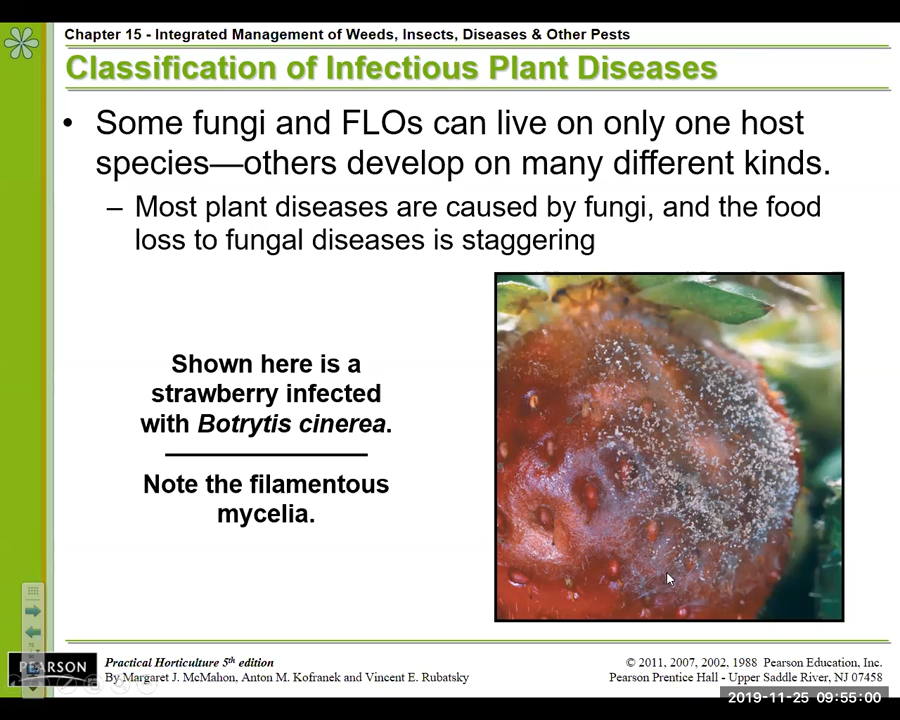 Chapter 15 - Integrated Management of Weeds, Insects, Diseases & Other Pests
Classification of Infectious Plant Diseases
• Some fungi and FLOs can live on only one host
species—others develop on many different kinds.
– Most plant diseases are caused by fungi, and the food
loss to fungal diseases is staggering
Shown here is a
strawberry infected
with Botrytis cinerea.
Note the filamentous
mycelia.
PEARSON
Practical Horticulture 5th edition
By Margaret J. McMahon, Anton M. Kofranek and Vincent E. Rubatsky
© 2011, 2007, 2002, 1988 Pearson Education, Inc.
Pearson Prentice Hall - Upper Saddle River, NJ 07458
2019-11-25 09:55:00